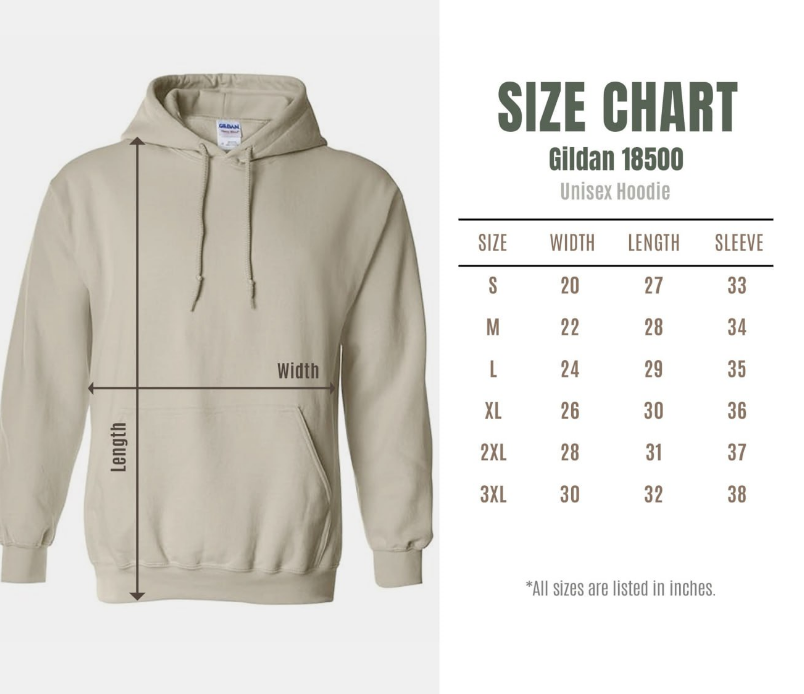 GILDAN
Width
Length
SIZE CHART
Gildan 18500
Unisex Hoodie
SIZE WIDTH LENGTH SLEEVE
S 20 27 33
M 22 28 34
L 24 29 35
XL 26 30 36
2XL 28 31 37
3XL 30 32 38
*All sizes are listed in inches.